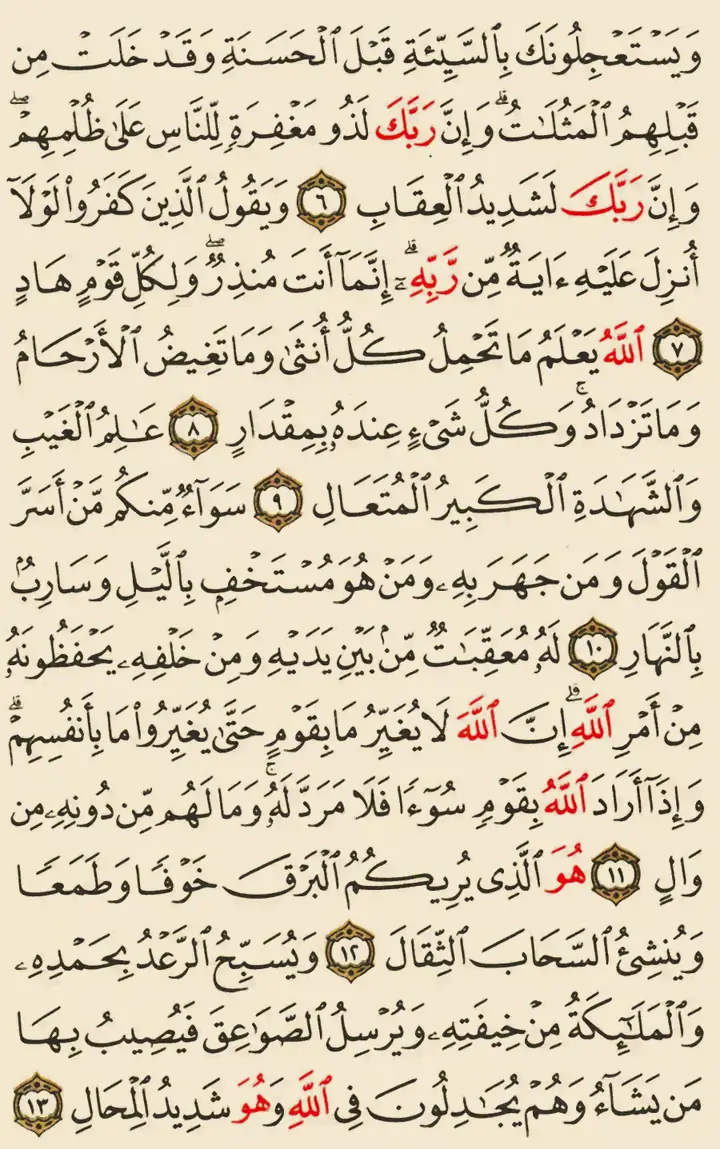 وَيَسْتَعْجِلُونَكَ بِٱلسَّيِّئَةِ قَبْلَ ٱلْحَسَنَةِ وَقَدْ خَلَتْ مِن
قَبْلِهِمُ ٱلْمَثُلَٰتُ ۗ وَإِنَّ رَبَّكَ لَذُو مَغْفِرَةٍ لِّلنَّاسِ عَلَىٰ ظُلْمِهِمْ ۖ
وَإِنَّ رَبَّكَ لَشَدِيدُ ٱلْعِقَابِ ٦ وَيَقُولُ ٱلَّذِينَ كَفَرُوا۟ لَوْلَآ
أُنزِلَ عَلَيْهِ ءَايَةٌ مِّن رَّبِّهِۦٓ ۗ إِنَّمَآ أَنتَ مُنذِرٌ ۖ وَلِكُلِّ قَوْمٍ هَادٍ
٧ ٱللَّهُ يَعْلَمُ مَا تَحْمِلُ كُلُّ أُنثَىٰ وَمَا تَغِيضُ ٱلْأَرْحَامُ
وَمَا تَزْدَادُ ۚ وَكُلُّ شَىْءٍ عِندَهُۥ بِمِقْدَارٍ ٨ عَٰلِمُ ٱلْغَيْبِ
وَٱلشَّهَٰدَةِ ٱلْكَبِيرُ ٱلْمُتَعَالِ ٩ سَوَآءٌ مِّنكُم مَّنْ أَسَرَّ
ٱلْقَوْلَ وَمَن جَهَرَ بِهِۦ وَمَنْ هُوَ مُسْتَخْفٍۭ بِٱلَّيْلِ وَسَارِبٌۢ
بِٱلنَّهَارِ ١٠ لَهُۥ مُعَقِّبَٰتٌ مِّنۢ بَيْنِ يَدَيْهِ وَمِنْ خَلْفِهِۦ يَحْفَظُونَهُۥ
مِنْ أَمْرِ ٱللَّهِ ۗ إِنَّ ٱللَّهَ لَا يُغَيِّرُ مَا بِقَوْمٍ حَتَّىٰ يُغَيِّرُوا۟ مَا بِأَنفُسِهِمْ ۗ
وَإِذَآ أَرَادَ ٱللَّهُ بِقَوْمٍ سُوٓءًا فَلَا مَرَدَّ لَهُۥ ۚ وَمَا لَهُم مِّن دُونِهِۦ مِن
وَالٍ ١١ هُوَ ٱلَّذِى يُرِيكُمُ ٱلْبَرْقَ خَوْفًا وَطَمَعًا
وَيُنشِئُ ٱلسَّحَابَ ٱلثِّقَالَ ١٢ وَيُسَبِّحُ ٱلرَّعْدُ بِحَمْدِهِۦ
وَٱلْمَلَٰٓئِكَةُ مِنْ خِيفَتِهِۦ وَيُرْسِلُ ٱلصَّوَٰعِقَ فَيُصِيبُ بِهَا
مَن يَشَآءُ وَهُمْ يُجَٰدِلُونَ فِى ٱللَّهِ وَهُوَ شَدِيدُ ٱلْمِحَالِ ١٣